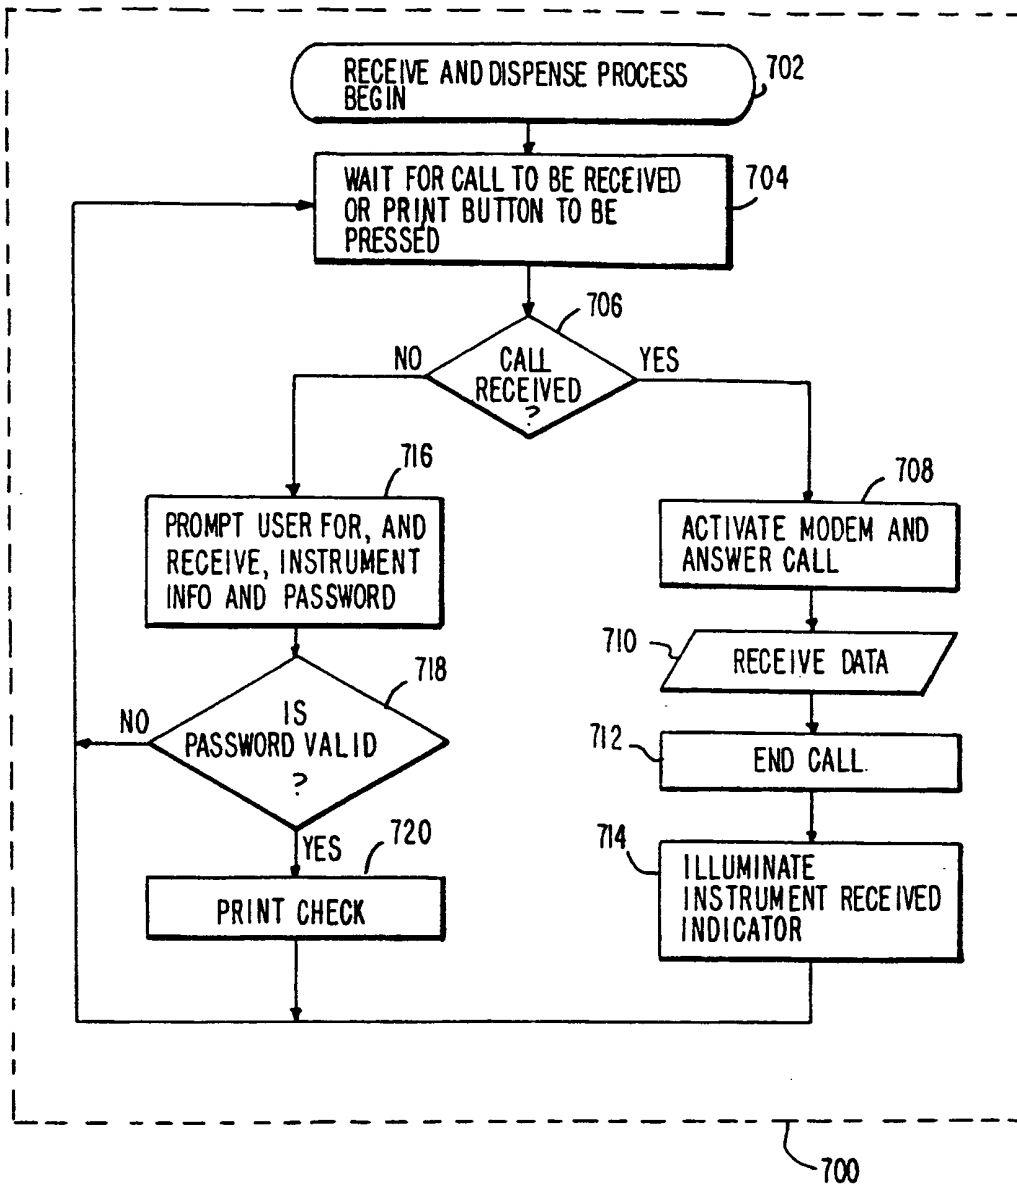 RECEIVE AND DISPENSE PROCESS
BEGIN
702
WAIT FOR CALL TO BE RECEIVED
OR PRINT BUTTON TO BE
PRESSED
704
706
CALL
RECEIVED
?
NO
YES
716
PROMPT USER FOR, AND
RECEIVE, INSTRUMENT
INFO AND PASSWORD
708
ACTIVATE MODEM AND
ANSWER CALL
710
RECEIVE DATA
718
IS
PASSWORD VALID
?
NO
YES
712
END CALL.
720
PRINT CHECK
714
ILLUMINATE
INSTRUMENT RECEIVED
INDICATOR
700